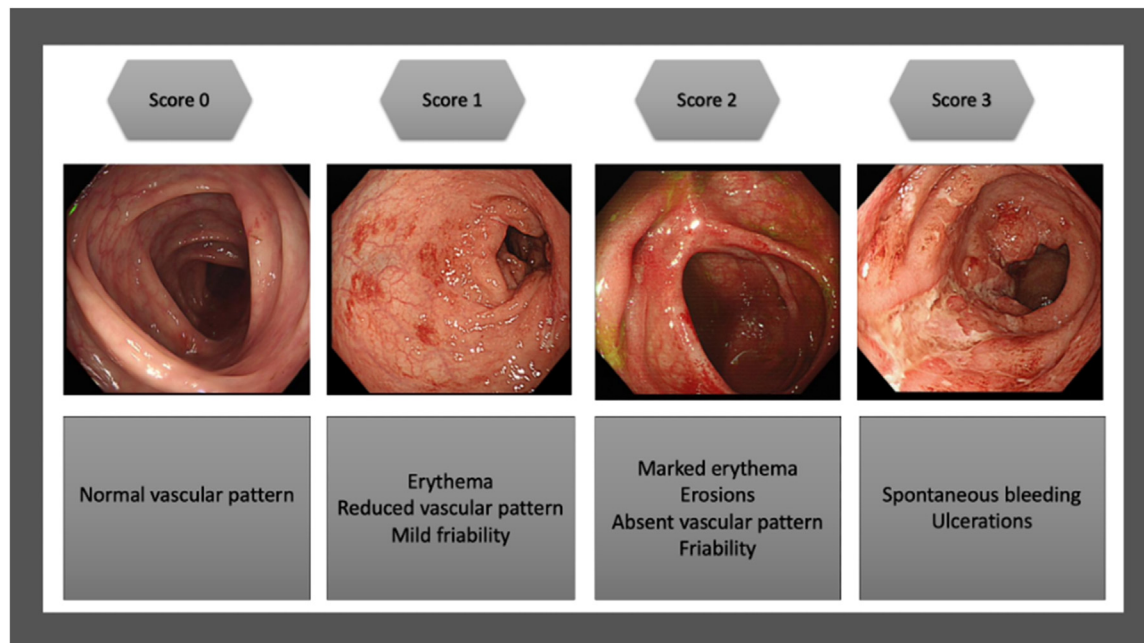 Score 0
Score 1
Score 2
Score 3
Normal vascular pattern
Erythema
Reduced vascular pattern
Mild friability
Marked erythema
Erosions
Absent vascular pattern
Friability
Spontaneous bleeding
Ulcerations